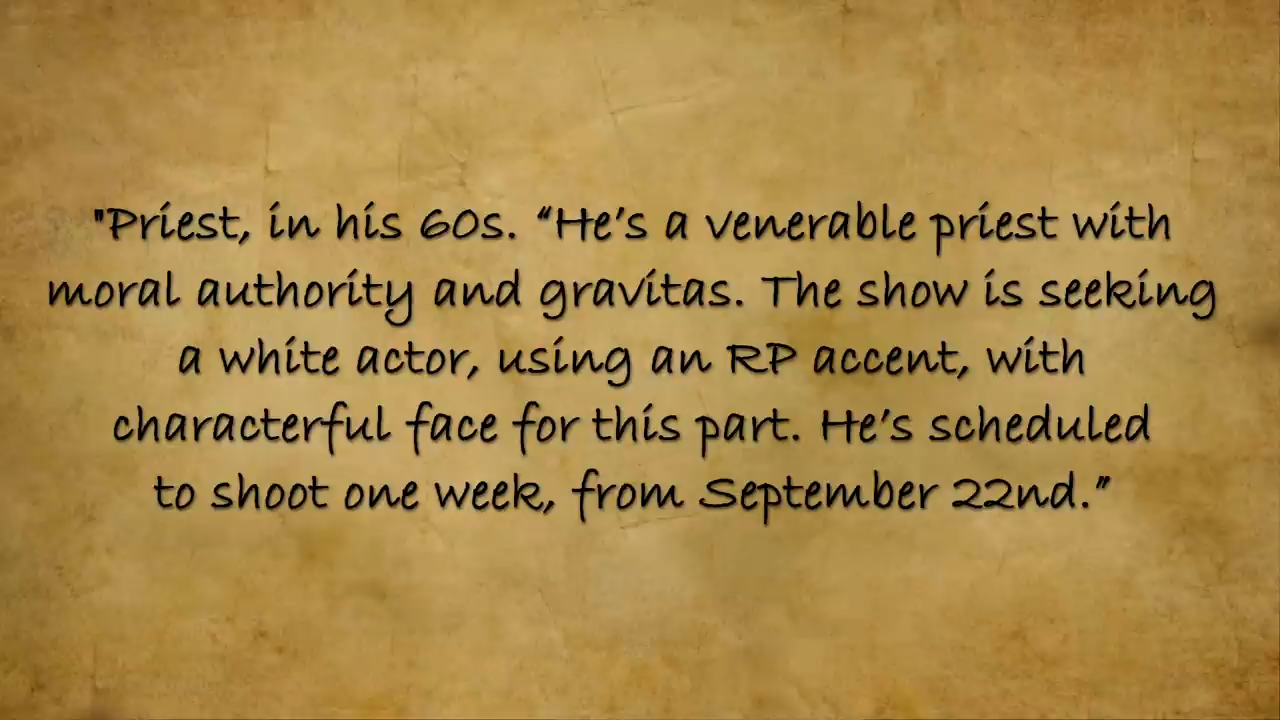 "Priest, in his 60s. “He’s a venerable priest with
moral authority and gravitas. The show is seeking
a white actor, using an RP accent, with
characterful face for this part. He’s scheduled
to shoot one week, from September 22nd.”